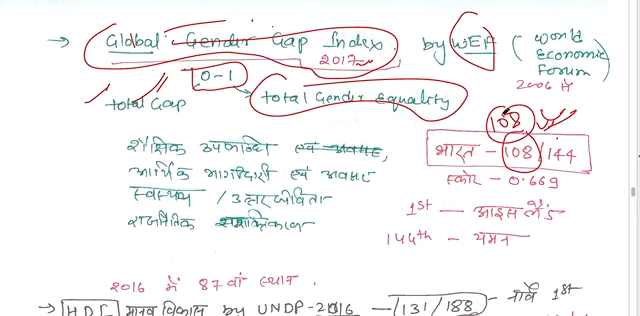 → Global Gender Gap Index by WEF ( World Economic Forum
2017
2006 से
0-1
total Gap total Gender Equality
108
शैक्षिक उपलब्धि एवं अवसर,
भारत - 108/144
आर्थिक भागीदारी एवं अवसर
स्कोर - 0.669
स्वास्थ्य / उत्तरजीविता
1st — आइसलैंड
राजनैतिक सशक्तिकरण
144th - यमन
2016 में 87वां स्थान
→ HDI मानव विकास by UNDP-2016 — 131/188 - नार्वे 1st